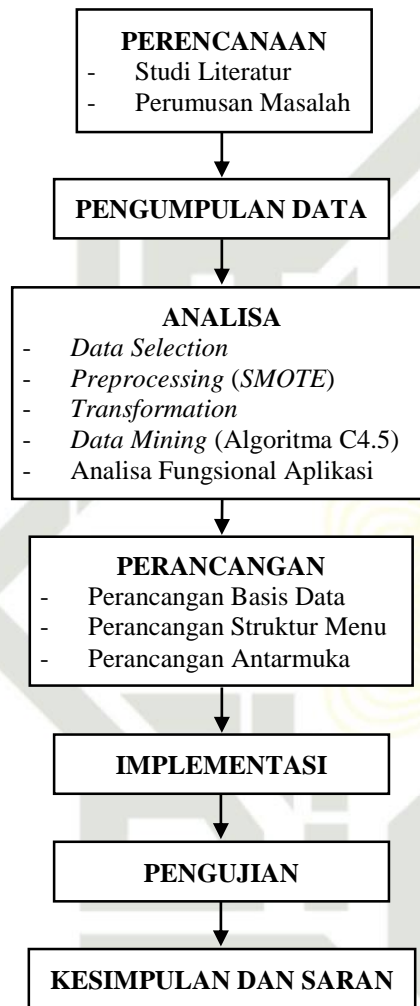 PERENCANAAN
- Studi Literatur
- Perumusan Masalah
PENGUMPULAN DATA
ANALISA
- Data Selection
- Preprocessing (SMOTE)
- Transformation
- Data Mining (Algoritma C4.5)
- Analisa Fungsional Aplikasi
PERANCANGAN
- Perancangan Basis Data
- Perancangan Struktur Menu
- Perancangan Antarmuka
IMPLEMENTASI
PENGUJIAN
KESIMPULAN DAN SARAN